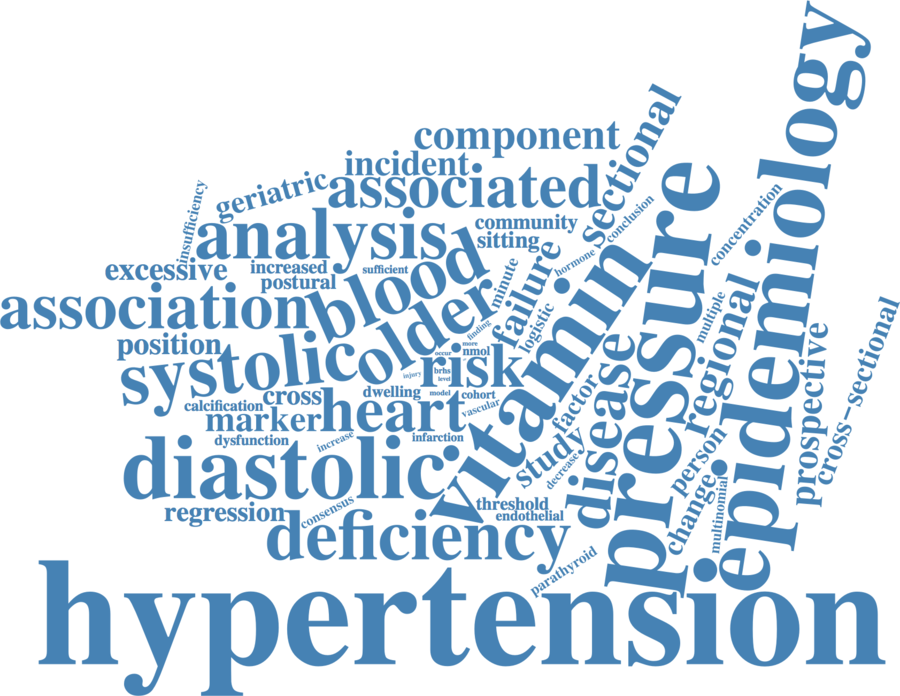 epidemiology
component
sectional
incident
geriatric
associated
pressure
insufficiency
conclusion
concentration
analysis
community
sitting
blood
hormone
excessive
increased
sufficient
postural
minute
failure
vitamin
older
association
multiple
regional
cross-sectional
logistic
finding
prospective
position
systolic
more
occur
nmol
risk
disease
injury
brhs
level
dwelling
model
cohort
factor
cross
calcification
marker
heart
vascular
person
dysfunction
increase
infarction
study
diastolic
decrease
change
multinomial
regression
consensus
threshold
endothelial
deficiency
parathyroid
hypertension